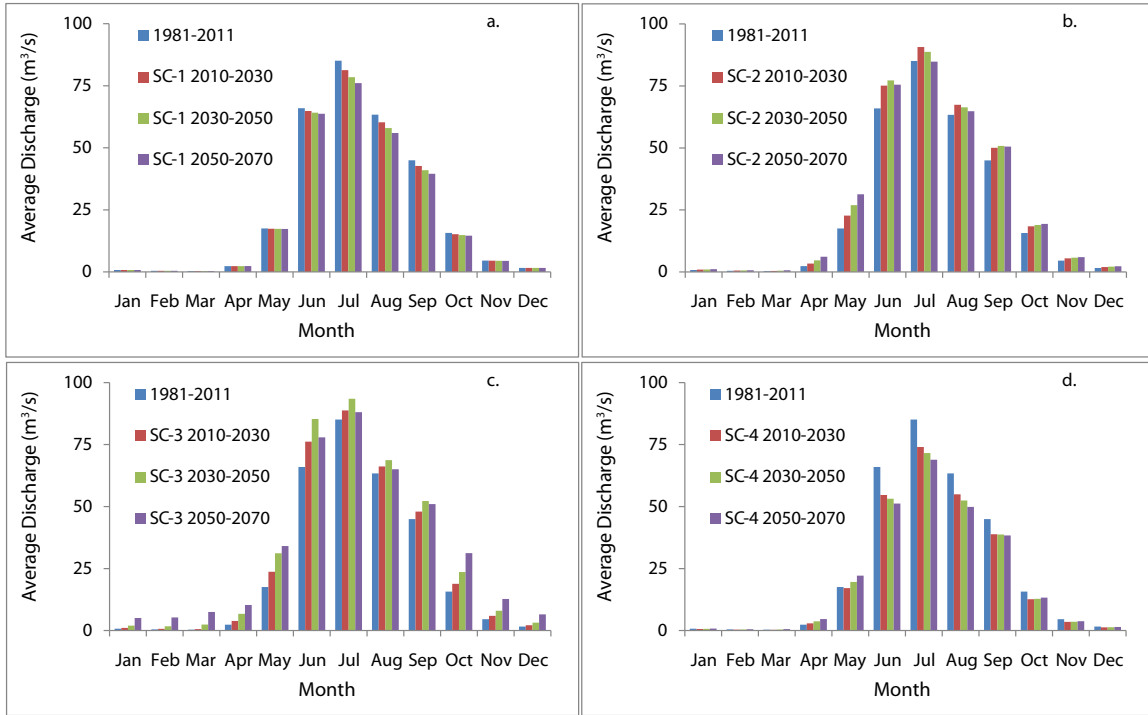 a.
Average Discharge (m³/s)
100
75
50
25
0
1981-2011
SC-1 2010-2030
SC-1 2030-2050
SC-1 2050-2070
Jan Feb Mar Apr May Jun Jul Aug Sep Oct Nov Dec
Month
b.
Average Discharge (m³/s)
100
75
50
25
0
1981-2011
SC-2 2010-2030
SC-2 2030-2050
SC-2 2050-2070
Jan Feb Mar Apr May Jun Jul Aug Sep Oct Nov Dec
Month
c.
Average Discharge (m³/s)
100
75
50
25
0
1981-2011
SC-3 2010-2030
SC-3 2030-2050
SC-3 2050-2070
Jan Feb Mar Apr May Jun Jul Aug Sep Oct Nov Dec
Month
d.
Average Discharge (m³/s)
100
75
50
25
0
1981-2011
SC-4 2010-2030
SC-4 2030-2050
SC-4 2050-2070
Jan Feb Mar Apr May Jun Jul Aug Sep Oct Nov Dec
Month